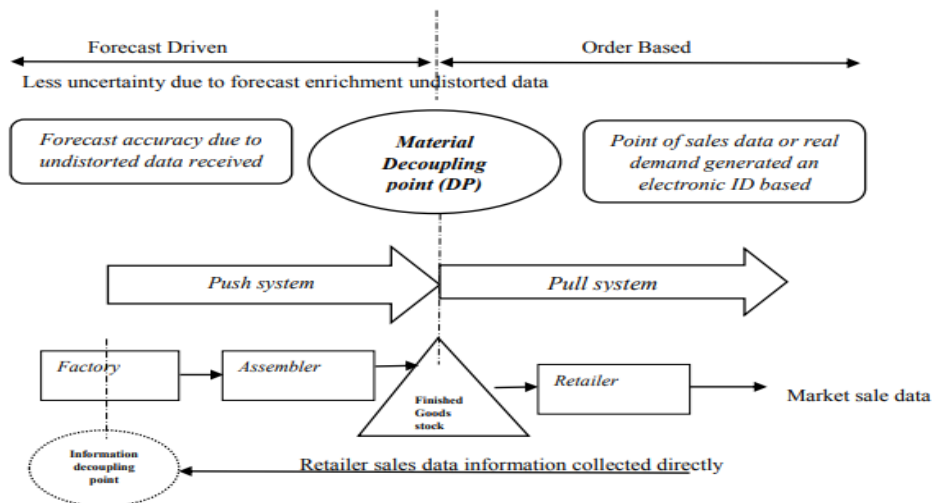 Forecast Driven
Order Based
Less uncertainty due to forecast enrichment undistorted data
Forecast accuracy due to
undistorted data received
Material
Decoupling
point (DP)
Point of sales data or real
demand generated an
electronic ID based
Push system
Pull system
Factory
Assembler
Finished
Goods
stock
Retailer
Market sale data
Information
decoupling
point
Retailer sales data information collected directly